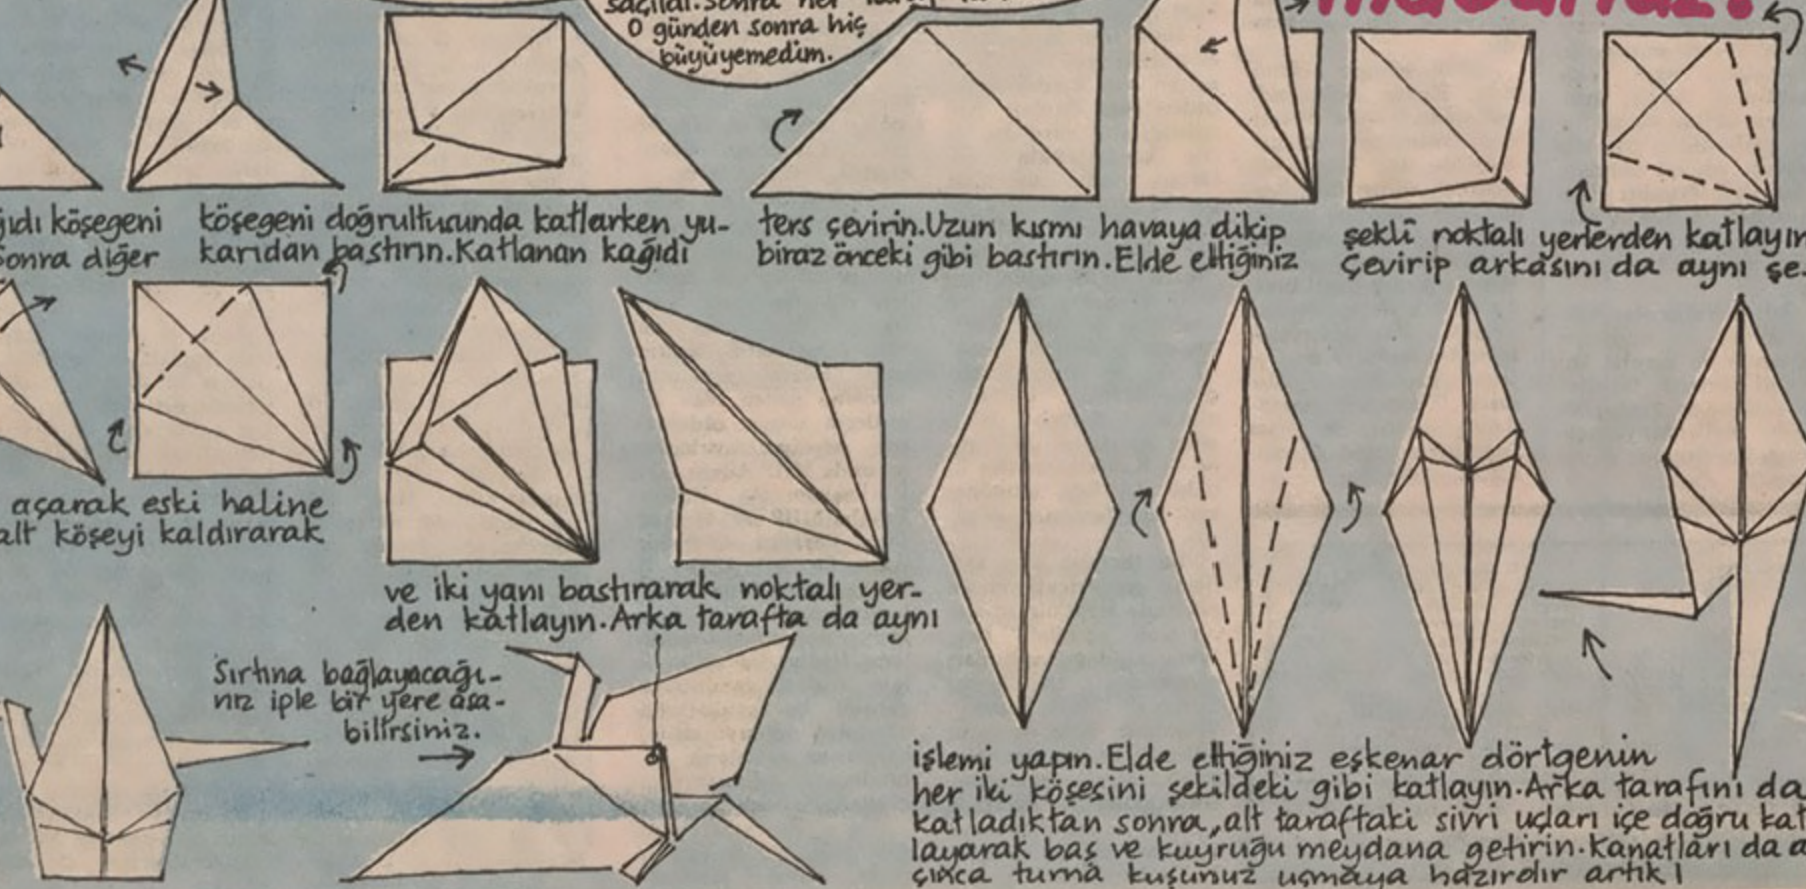 O günden sonra hiç
büyüyemedim.
köşegeni
sonra diğer
köşegeni doğrultusunda katlarken yu-
karıdan bastırın. Katlanan kağıdı
ters çevirin. Uzun kısmı havaya dikip
biraz önceki gibi bastırın. Elde ettiğiniz
şekli noktalı yerlerden katlayın
çevirip arkasını da aynı şe-
açarak eski haline
alt köşeyi kaldırarak
ve iki yanı bastırarak noktalı yer-
den katlayın. Arka tarafta da aynı
işlemi yapın. Elde ettiğiniz eşkenar dörtgenin
her iki köşesini şekildeki gibi katlayın. Arka tarafını da
katladıktan sonra, alt taraftaki sivri uçları içe doğru kat
layarak baş ve kuyruğu meydana getirin. Kanatları da a
çınca turna kuşunuz uçmaya hazırdır artık!
Sırtına bağlayacağı-
nız iple bir yere asa-
bilirsiniz.